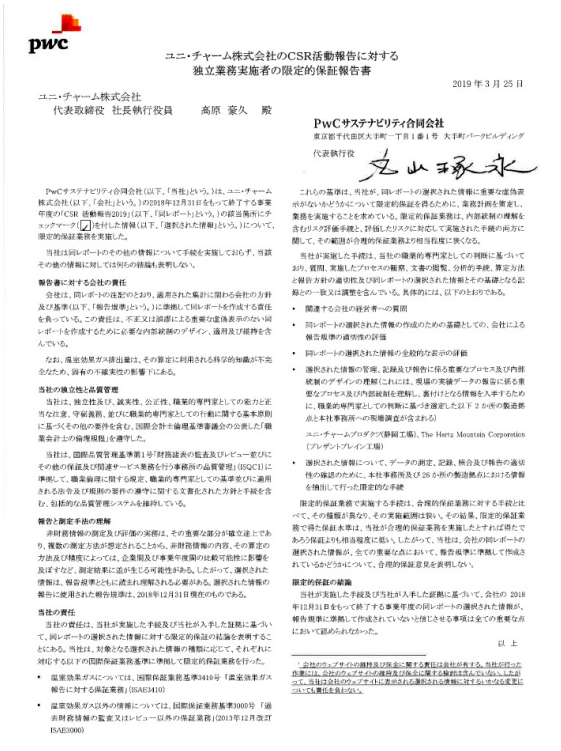 pwc
ユニ・チャーム株式会社のCSR活動報告に対する
独立業務実施者の限定的保証報告書
2019 年 3 月 25 日
ユニ・チャーム株式会社
代表取締役 社長執行役員 高原 豪久 殿
PwCサステナビリティ合同会社
東京都千代田区大手町一丁目1番1号 大手町パークビルディング
代表執行役
PwCサステナビリティ合同会社(以下、「当社」という。)は、ユニ・チャーム
株式会社(以下、「会社」という。)の2018年12月31日をもって終了する事業
年度の「CSR 活動報告2019」(以下、「同レポート」という。)の該当箇所にチ
ェックマーク(✓)を付した情報(以下、「選択された情報」という。)について、
限定的保証業務を実施した。
当社は同レポートのその他の情報について手続を実施しておらず、当該
その他の情報に対しては何らの結論も表明しない。
報告書に対する会社の責任
会社は、同レポートの注記のとおり、適用された集計に関わる会社の方針
及び基準(以下、「報告規準」という。)に準拠して同レポートを作成する責任
を負っている。この責任は、不正又は誤謬による重要な虚偽表示のない同
レポートを作成するために必要な内部統制のデザイン、適用及び維持を含
んでいる。
なお、温室効果ガス排出量は、その算定に利用される科学的知識が不完
全なため、固有の不確実性の影響下にある。
当社の独立性と品質管理
当社は、独立性及び、誠実性、公正性、職業的専門家としての能力と正
当な注意、守秘義務、並びに職業的専門家としての行動に関する基本原則
に基づくその他の要件を含む、国際会計士倫理基準審議会の公表した「職
業会計士の倫理規程」を遵守した。
当社は、国際品質管理基準第1号「財務諸表の監査及びレビュー並びに
その他の保証及び関連サービス業務を行う事務所の品質管理」(ISQC1)に
準拠して、職業倫理に関する規定、職業的専門家としての基準並びに適用
される法令及び規則の要件の遵守に関する文書化された方針と手続を含
む、包括的な品質管理システムを維持している。
報告と測定手法の理解
非財務情報の測定及び評価の実務は、その重要な部分が確立途上であ
り、複数の測定方法が想定されることから、非財務情報の内容、その算定の
方法及び精度によっては、企業間及び事業年度間の比較可能性に影響を
及ぼすなど、測定結果に差が生じる可能性がある。したがって、選択された
情報は、報告規準とともに読まれ理解される必要がある。選択された情報の
報告に使用された報告規準は、2018年12月31日現在のものである。
当社の責任
当社の責任は、当社が実施した手続及び当社が入手した証拠に基づい
て、同レポートの選択された情報に対する限定的保証の結論を表明するこ
とにある。当社は、対象となる選択された情報の種類に応じて、それぞれに
対応する以下の国際保証業務基準に準拠して限定的保証業務を行った。
• 温室効果ガスについては、国際保証業務基準3410号 「温室効果ガス
報告に対する保証業務」(ISAE3410)
• 温室効果ガス以外の情報については、国際保証業務基準3000号 「過
去財務情報の監査又はレビュー以外の保証業務」(2013年12月改訂
ISAE3000)
これらの基準は、当社が、同レポートの選択された情報に重要な虚偽表
示がないかどうかについて限定的保証を得るために、業務計画を策定し、
業務を実施することを求めている。限定的保証業務は、内部統制の理解を
含むリスク評価手続と、評価したリスクに対応して実施された手続の両方に
関して、その範囲が合理的保証業務より相当程度に狭くなる。
当社が実施した手続は、当社の職業的専門家としての判断に基づいて
おり、質問、実施したプロセスの観察、文書の閲覧、分析的手続、算定方法
と報告方針の適切性及び同レポートの選択された情報とその基礎となる記
録との一致又は調整を含んでいる。具体的には、以下のとおりである。
• 関連する会社の経営者への質問
• 同レポートの選択された情報の作成のための基礎としての、会社による
報告規準の適切性の評価
• 同レポートの選択された情報の全般的な表示の評価
• 選択された情報の管理、記録及び報告に係る重要なプロセス及び内部
統制のデザインの理解(これには、現場の実績データの報告に係る重
要なプロセス及び内部統制を理解し、裏付けとなる情報を入手するため
に、職業的専門家としての判断に基づき選定した以下 2 か所の製造拠
点と本社事務所への現場調査が含まれる)
ユニ・チャームプロダクツ(静岡工場)、The Hartz Mountain Corporation
(プレザントプレイン工場)
• 選択された情報について、データの測定、記録、照合及び報告の適切
性の確認のために、本社事務所及び 26 か所の製造拠点における情報
を抽出して行った限定的な手続
限定的保証業務で実施する手続は、合理的保証業務に対する手続と比
べて、その種類が異なり、その実施範囲は狭い。その結果、限定的保証業
務で得た保証水準は、当社が合理的保証業務を実施したとすれば得たで
あろう保証よりも相当程度に低い。したがって、当社は、会社の同レポートの
選択された情報が、全ての重要な点において、報告規準に準拠して作成さ
れているかどうかについて、合理的保証意見を表明しない。
限定的保証の結論
当社が実施した手続及び当社が入手した証拠に基づいて、会社の 2018
年12月31日をもって終了する事業年度の同レポートの選択された情報が、
報告規準に準拠して作成されていないと信じさせる事項は全ての重要な点
において認められなかった。
以 上
¹ 会社のウェブサイトの維持及び保全に関する責任は会社が有する。当社が行った
作業には、会社のウェブサイトの維持及び保全に関する検討は含んでいない。したが
って、当社は会社のウェブサイトに表示される選択される情報に対するいかなる変更に
ついても責任を負わない。